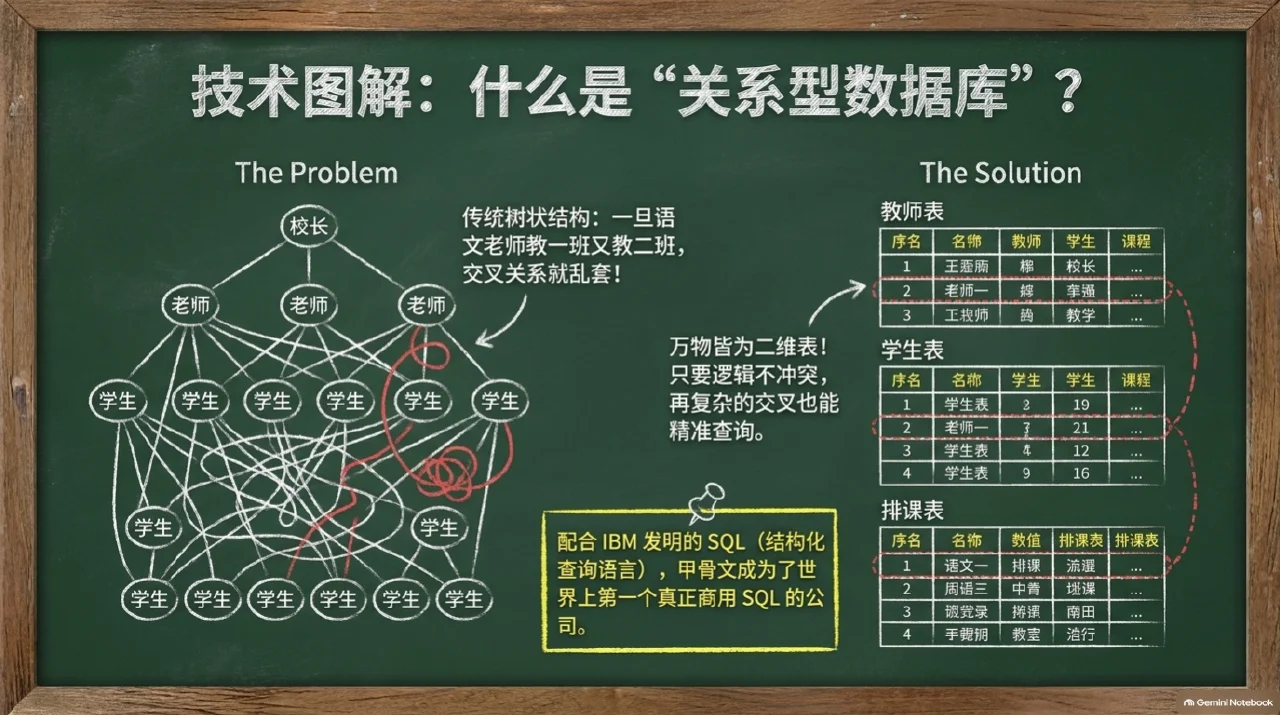 技术图解：什么是“关系型数据库”？
The Problem
校长
老师 老师 老师
学生 学生 学生 学生 学生 学生
学生 学生
学生 学生 学生 学生 学生 学生
传统树状结构：一旦语
文老师教一班又教二班，
交叉关系就乱套！
万物皆为二维表！
只要逻辑不冲突，
再复杂的交叉也能
精准查询。
配合 IBM 发明的 SQL（结构化
查询语言），甲骨文成为了世
界上第一个真正商用 SQL 的公
司。
The Solution
教师表
序名 教师 学生 课程
1 校长 ...
2 老师一 ...
3 教学 ...
学生表
序名 名称 学生 学生 课程
1 学生表 19 ...
2 老师一 21 ...
3 学生表 4 12 ...
4 学生表 9 16 ...
排课表
序名 排课表 排课表
1 语文一 排课 ...
2 ...
3 南田 ...
4 教室 ...
Gemini Notebook